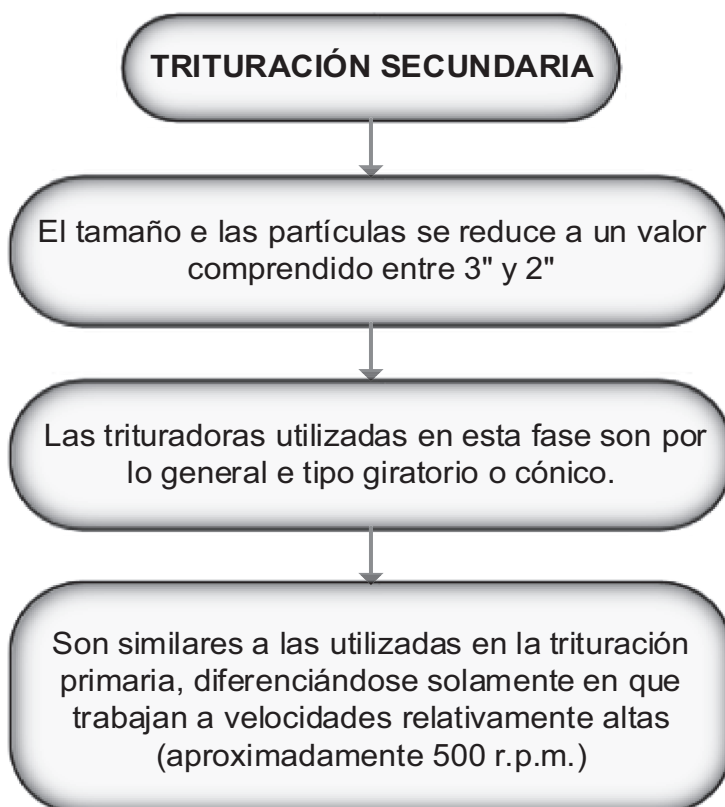 TRITURACIÓN SECUNDARIA
El tamaño e las partículas se reduce a un valor
comprendido entre 3" y 2"
Las trituradoras utilizadas en esta fase son por
lo general e tipo giratorio o cónico.
Son similares a las utilizadas en la trituración
primaria, diferenciándose solamente en que
trabajan a velocidades relativamente altas
(aproximadamente 500 r.p.m.)